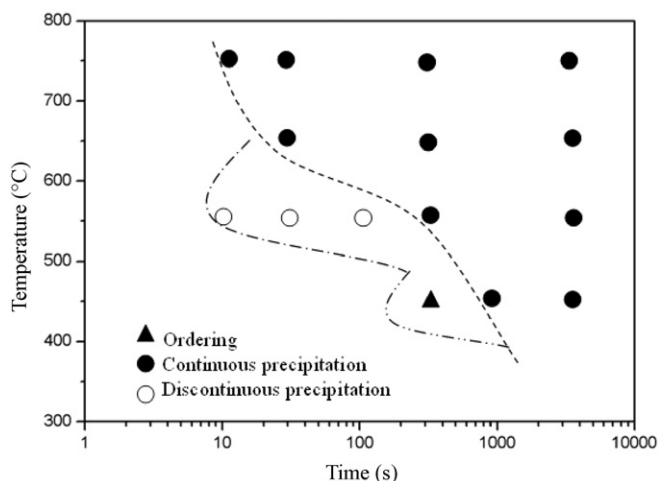 800
700
600
500
400
300
Temperature (°C)
Ordering
Continuous precipitation
Discontinuous precipitation
1
10
100
1000
10000
Time (s)